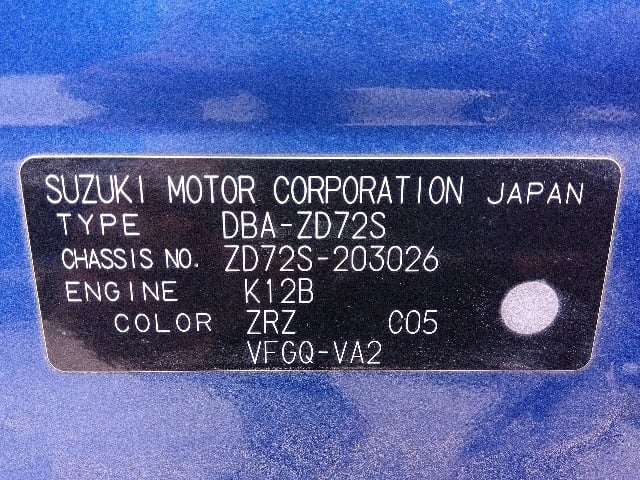 SUZUKI MOTOR CORPORATION JAPAN
TYPE DBA-ZD72S
CHASSIS NO. ZD72S-203026
ENGINE K12B
COLOR ZRZ C05
VFGQ-VA2